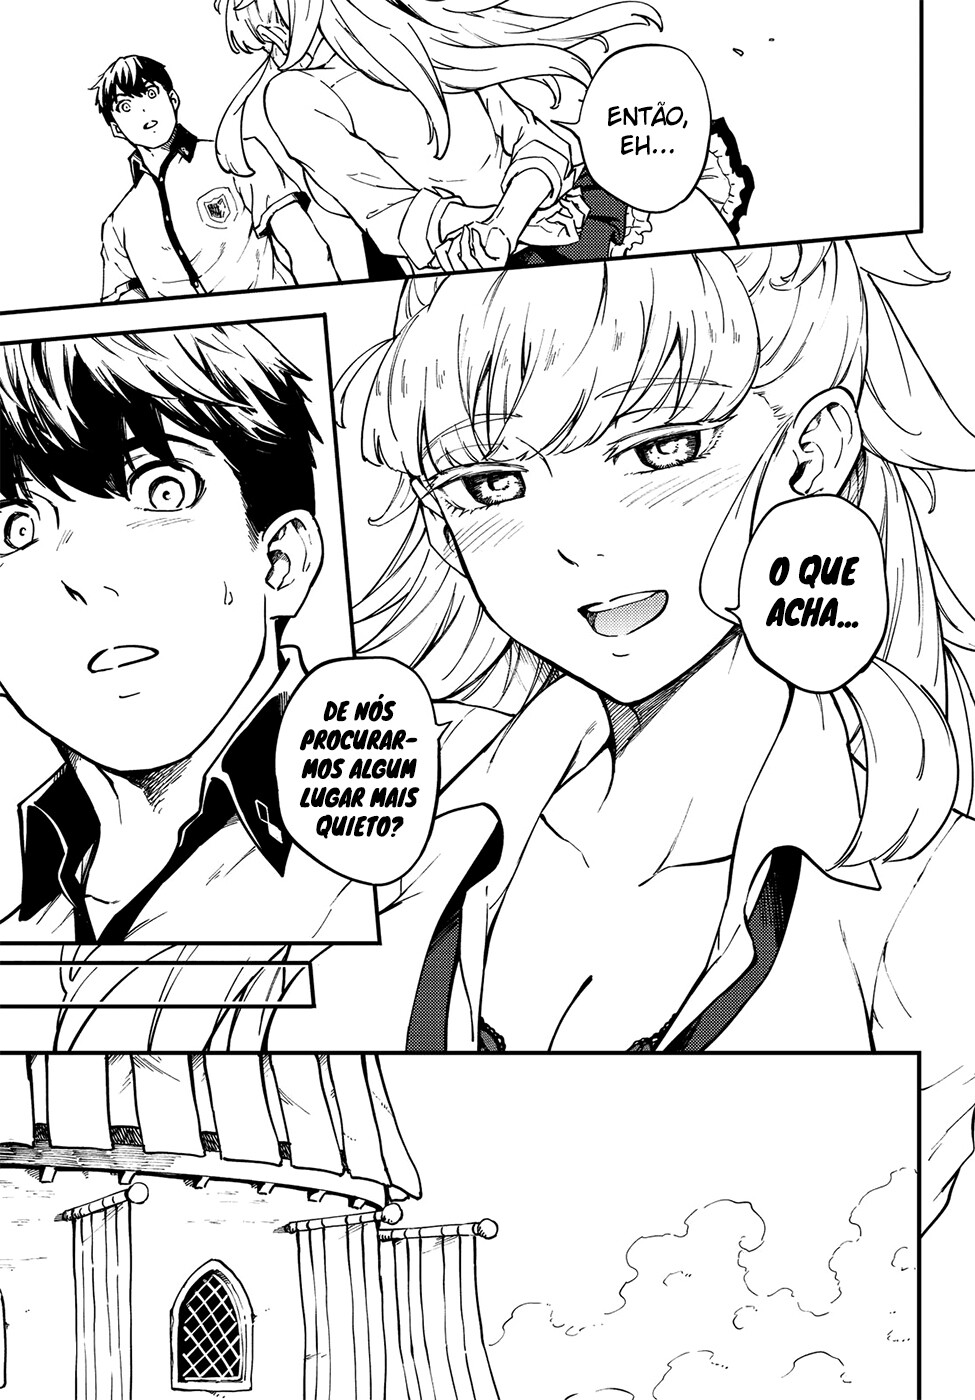 ENTÃO,
EH...
O QUE
ACHA...
DE NÓS
PROCURAR-
MOS ALGUM
LUGAR MAIS
QUIETO?